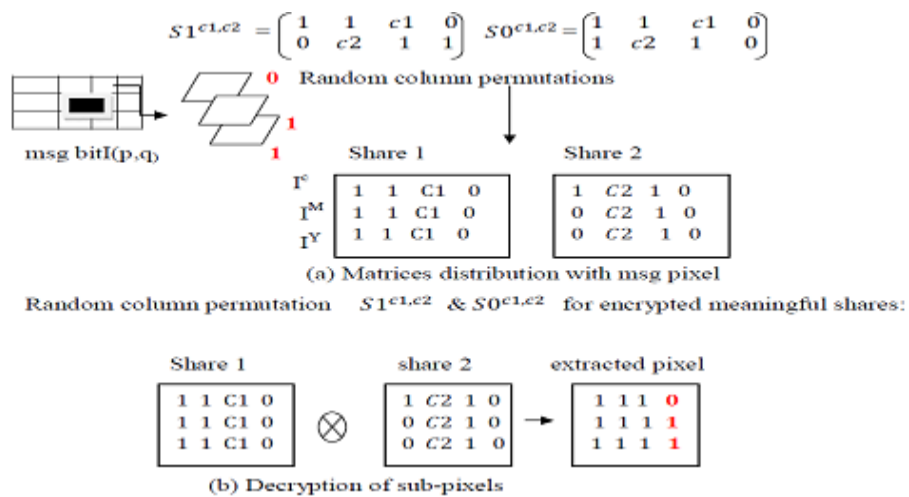 S1^{c1,c2} = ( 1 1 c1 0 S0^{c1,c2} = ( 1 1 c1 0
0 c2 1 1 ) 1 c2 1 0 )
0 Random column permutations
1
1
msg bitI(p,q)
Share 1 Share 2
I^c 1 1 C1 0 1 C2 1 0
I^M 1 1 C1 0 0 C2 1 0
I^Y 1 1 C1 0 0 C2 1 0
(a) Matrices distribution with msg pixel
Random column permutation S1^{c1,c2} & S0^{c1,c2} for encrypted meaningful shares:
Share 1 share 2 extracted pixel
1 1 C1 0 1 C2 1 0 1 1 1 0
1 1 C1 0 ⊗ 0 C2 1 0 → 1 1 1 1
1 1 C1 0 0 C2 1 0 1 1 1 1
(b) Decryption of sub-pixels